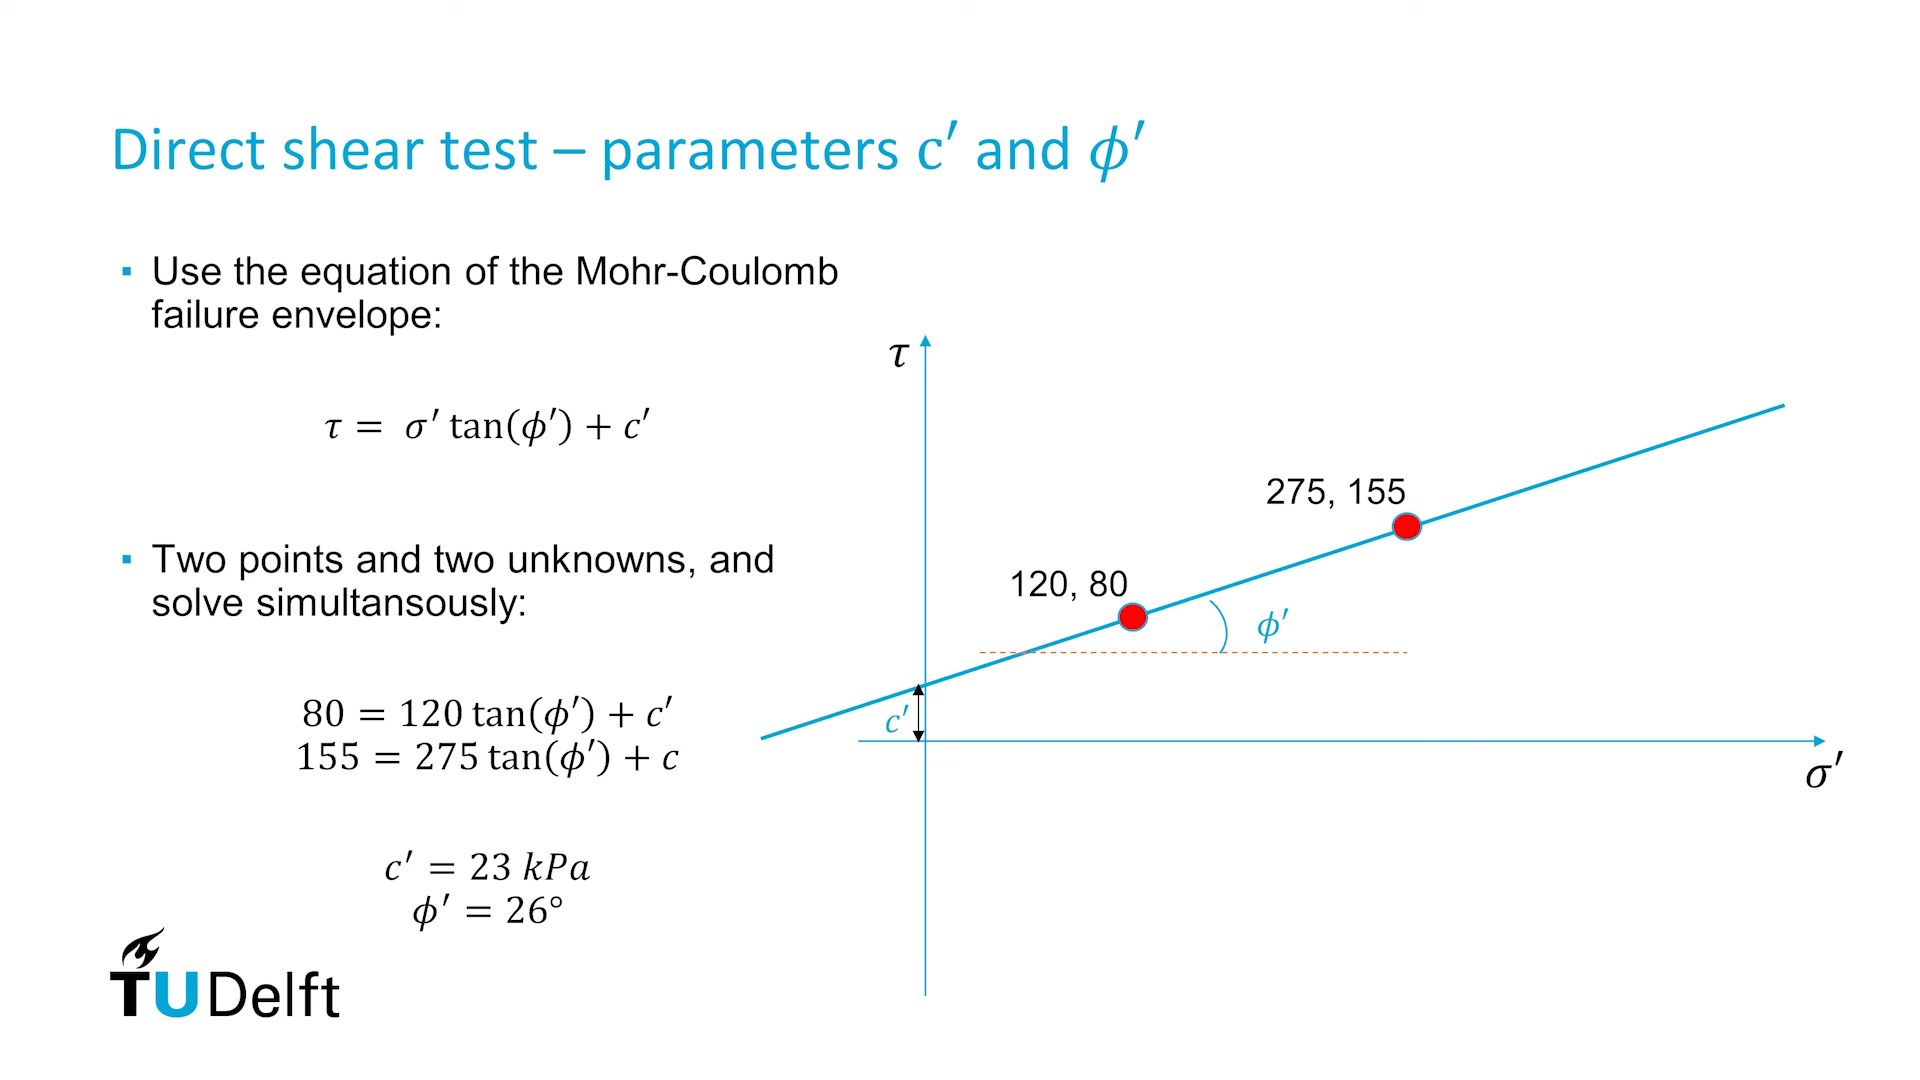 Direct shear test – parameters c′ and ϕ′
▪ Use the equation of the Mohr-Coulomb
failure envelope:
τ = σ′ tan(ϕ′) + c′
▪ Two points and two unknowns, and
solve simultansously:
80 = 120 tan(ϕ′) + c′
155 = 275 tan(ϕ′) + c
c′ = 23 kPa
ϕ′ = 26°
TUDelft
τ
275, 155
120, 80
ϕ′
c′
σ′